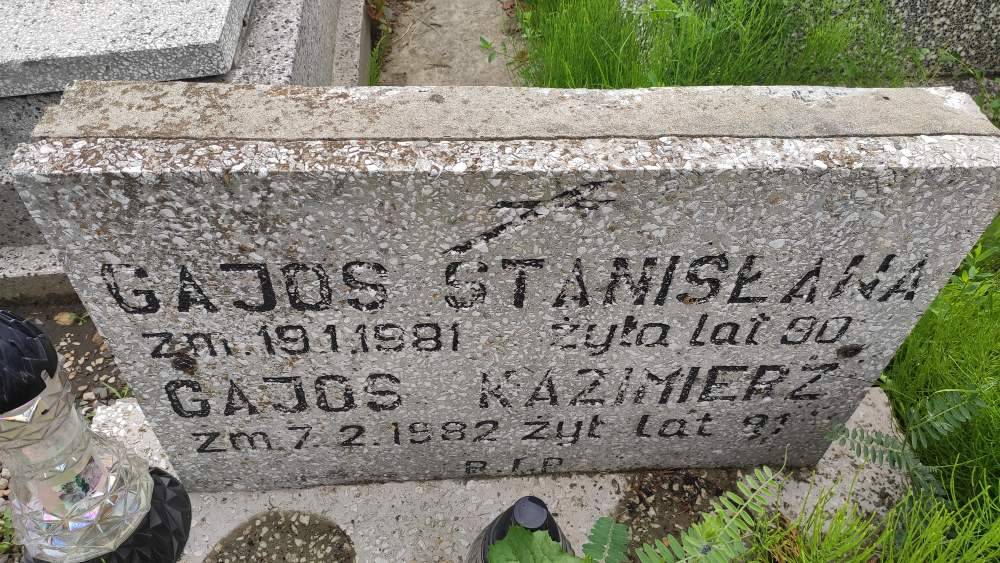 GAJOS STANISŁAWA
zm. 19.1.1981 żyła lat 90
GAJOS KAZIMIERZ
zm. 7.2.1982 żył lat 91
R.I.P.